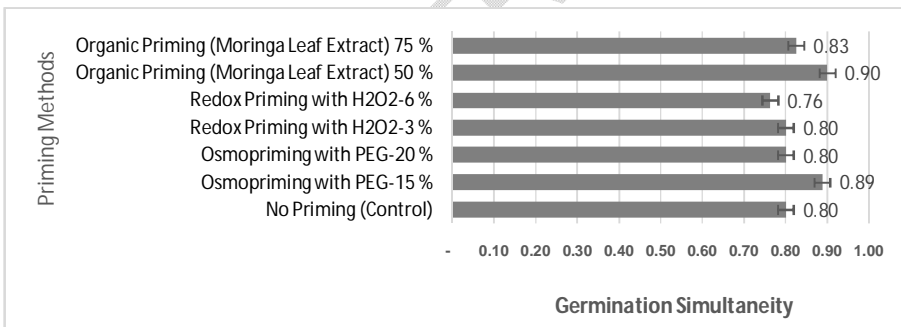 Priming Methods
Organic Priming (Moringa Leaf Extract) 75 % 0.83
Organic Priming (Moringa Leaf Extract) 50 % 0.90
Redox Priming with H2O2-6 % 0.76
Redox Priming with H2O2-3 % 0.80
Osmopriming with PEG-20 % 0.80
Osmopriming with PEG-15 % 0.89
No Priming (Control) 0.80
- 0.10 0.20 0.30 0.40 0.50 0.60 0.70 0.80 0.90 1.00
Germination Simultaneity